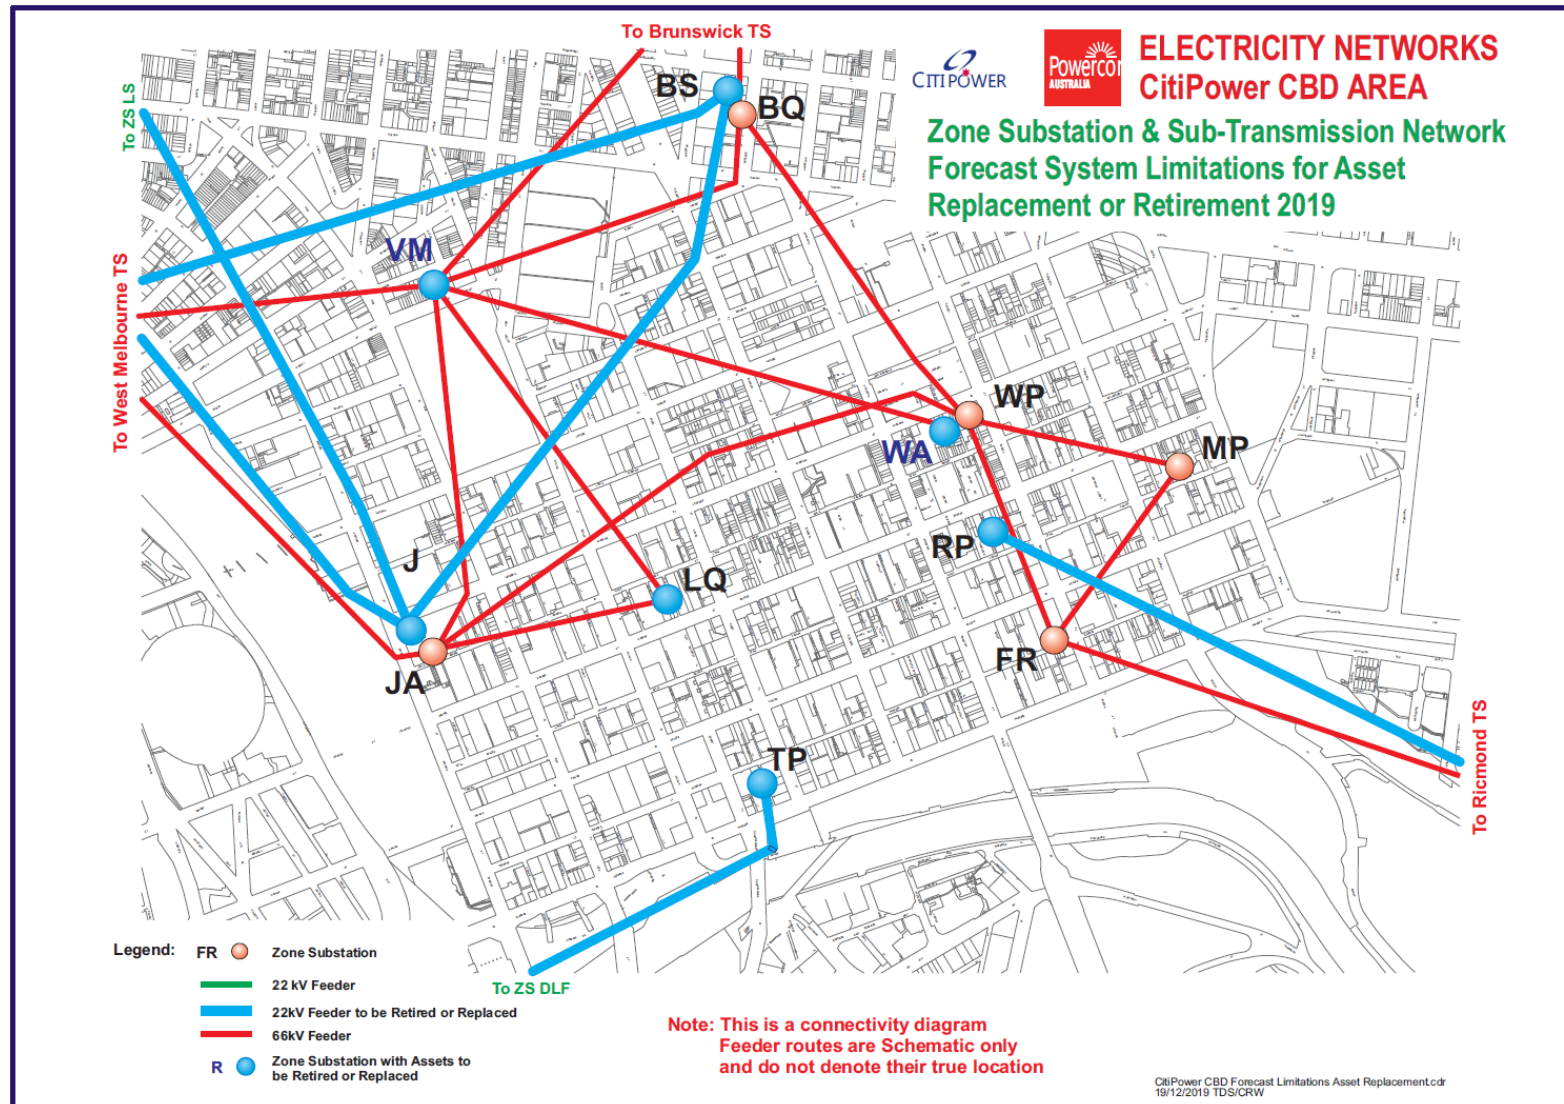 To Brunswick TS
CITIPOWER
Powercor
AUSTRALIA
ELECTRICITY NETWORKS
CitiPower CBD AREA
Zone Substation & Sub-Transmission Network
Forecast System Limitations for Asset
Replacement or Retirement 2019
To ZS LS
BS
BQ
VM
To West Melbourne TS
WP
WA
MP
RP
J
LQ
FR
JA
TP
To Ricmond TS
Legend:
FR
Zone Substation
22 kV Feeder
22kV Feeder to be Retired or Replaced
66kV Feeder
R
Zone Substation with Assets to
be Retired or Replaced
To ZS DLF
Note: This is a connectivity diagram
Feeder routes are Schematic only
and do not denote their true location
CitiPower CBD Forecast Limitations Asset Replacement.cdr
19/12/2019 TDS/CRW